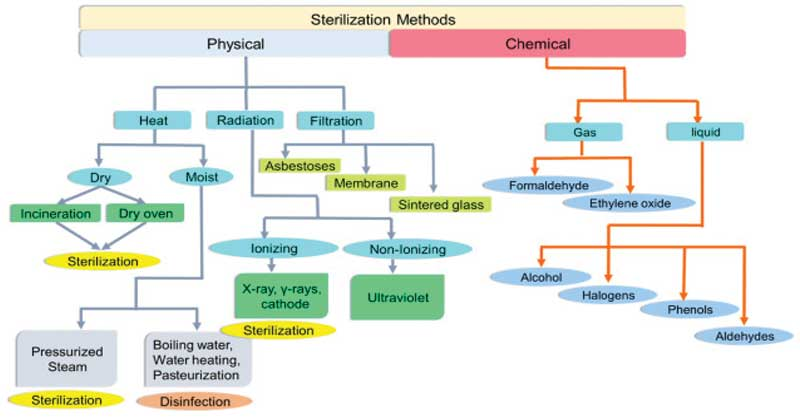 Sterilization Methods
Physical
Chemical
Heat
Radiation
Filtration
Gas
liquid
Dry
Moist
Asbestoses
Membrane
Sintered glass
Formaldehyde
Ethylene oxide
Incineration
Dry oven
Sterilization
Ionizing
Non-Ionizing
X-ray, γ-rays,
cathode
Sterilization
Ultraviolet
Alcohol
Halogens
Phenols
Aldehydes
Pressurized
Steam
Sterilization
Boiling water,
Water heating,
Pasteurization
Disinfection